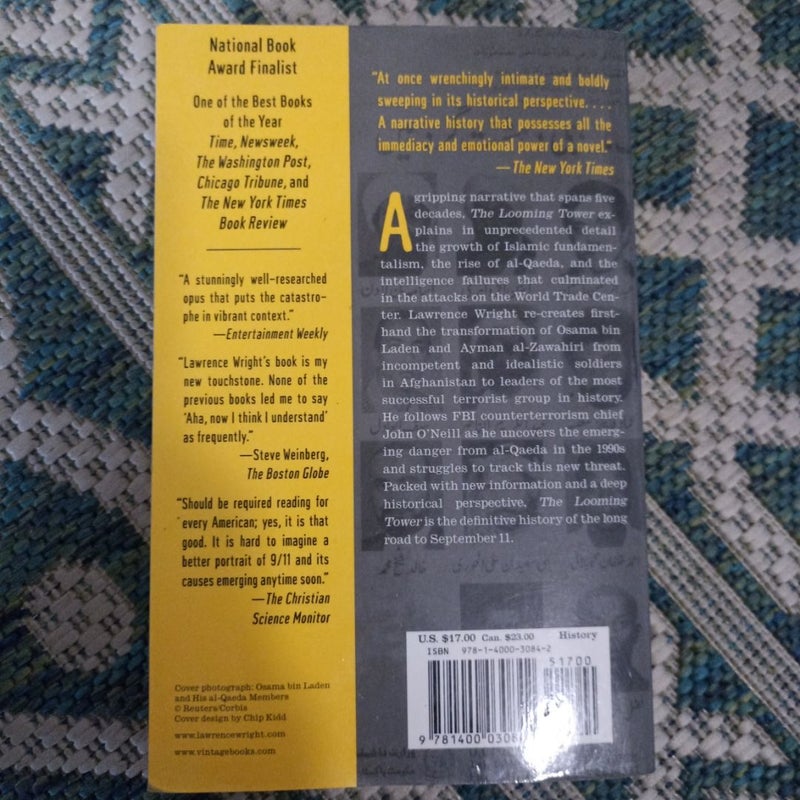 National Book
Award Finalist
One of the Best Books
of the Year
Time, Newsweek,
The Washington Post,
Chicago Tribune, and
The New York Times
Book Review
“A stunningly well-researched
opus that puts the catastro-
phe in vibrant context.”
—Entertainment Weekly
“Lawrence Wright’s book is my
new touchstone. None of the
previous books led me to say
‘Aha, now I think I understand’
as frequently.”
—Steve Weinberg,
The Boston Globe
“Should be required reading for
every American; yes, it is that
good. It is hard to imagine a
better portrait of 9/11 and its
causes emerging anytime soon.”
—The Christian
Science Monitor
Cover photograph: Osama bin Laden
and His al-Qaeda Members
© Reuters/Corbis
Cover design by Chip Kidd
www.lawrencewright.com
www.vintagebooks.com
“At once wrenchingly intimate and boldly
sweeping in its historical perspective. . . .
A narrative history that possesses all the
immediacy and emotional power of a novel.”
—The New York Times
A gripping narrative that spans five
decades, The Looming Tower ex-
plains in unprecedented detail
the growth of Islamic fundamen-
talism, the rise of al-Qaeda, and the
intelligence failures that culminated
in the attacks on the World Trade Cen-
ter. Lawrence Wright re-creates first-
hand the transformation of Osama bin
Laden and Ayman al-Zawahiri from
incompetent and idealistic soldiers
in Afghanistan to leaders of the most
successful terrorist group in history.
He follows FBI counterterrorism chief
John O’Neill as he uncovers the emerg-
ing danger from al-Qaeda in the 1990s
and struggles to track this new threat.
Packed with new information and a deep
historical perspective, The Looming
Tower is the definitive history of the long
road to September 11.
U.S. $17.00 Can. $23.00 History
ISBN 978-1-4000-3084-2
51700
9 781400 030